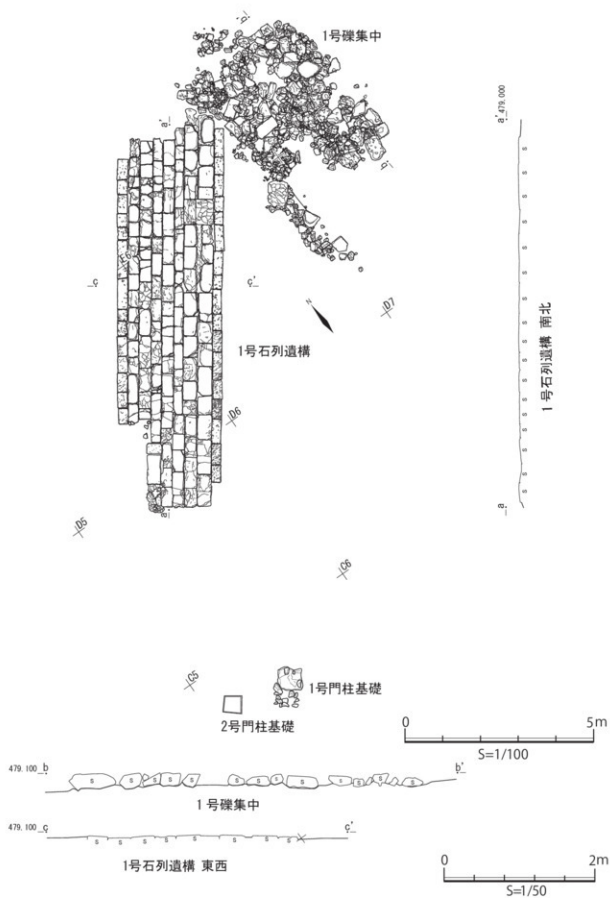 1号礫集中
a' 479.000
a'
b'
b
c
c'
N
D7
1号石列遺構
1号石列遺構 南北
D6
a
a
D5
C6
C5
1号門柱基礎
2号門柱基礎
0 5m
S=1/100
479.100 b b'
S S S S S S S S S S S S S S
1号礫集中
479.100 c c'
S S S S S S S S
1号石列遺構 東西
0 2m
S=1/50